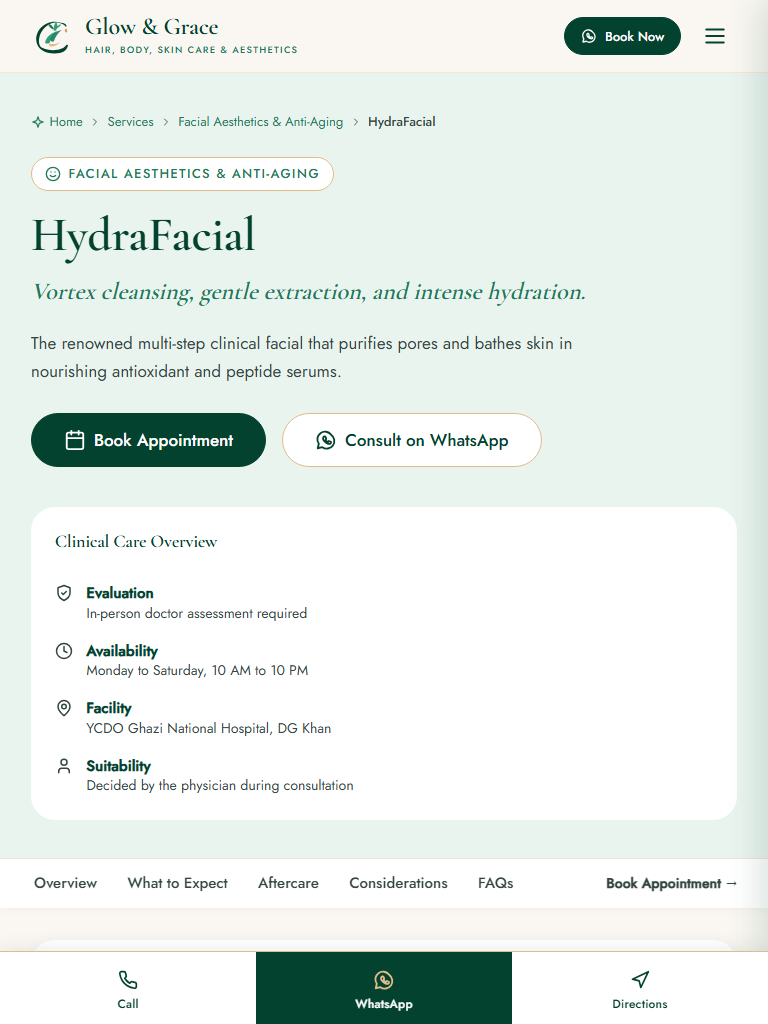 Glow & Grace
HAIR, BODY, SKIN CARE & AESTHETICS
Book Now
Home > Services > Facial Aesthetics & Anti-Aging > HydraFacial
FACIAL AESTHETICS & ANTI-AGING
HydraFacial
Vortex cleansing, gentle extraction, and intense hydration.
The renowned multi-step clinical facial that purifies pores and bathes skin in
nourishing antioxidant and peptide serums.
Book Appointment Consult on WhatsApp
Clinical Care Overview
Evaluation
In-person doctor assessment required
Availability
Monday to Saturday, 10 AM to 10 PM
Facility
YCDO Ghazi National Hospital, DG Khan
Suitability
Decided by the physician during consultation
Overview What to Expect Aftercare Considerations FAQs Book Appointment →
Call WhatsApp Directions